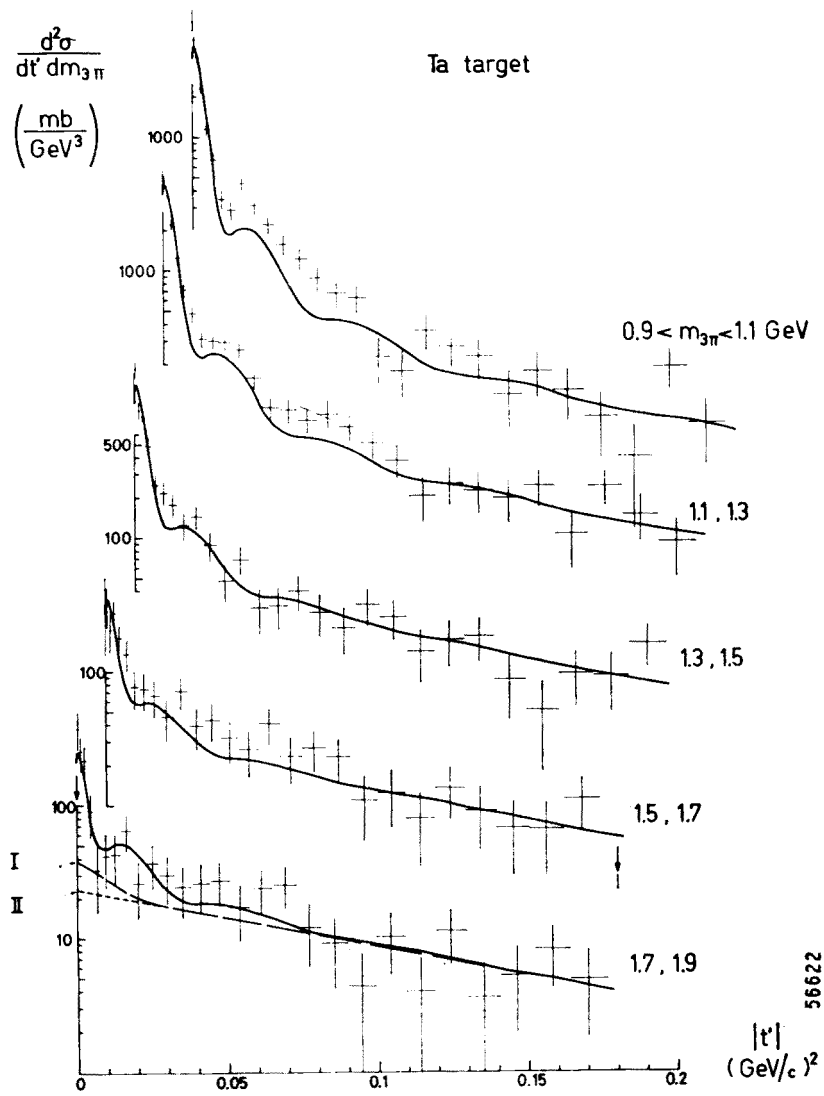 d²σ
dt' dm₃π
(mb
GeV³)
Ta target
1000
1000
500
100
100
100
10
0.9 < m₃π < 1.1 GeV
1.1 , 1.3
1.3 , 1.5
1.5 , 1.7
1.7 , 1.9
I
II
0
0.05
0.1
0.15
0.2
|t'|
(GeV/c)²
56622